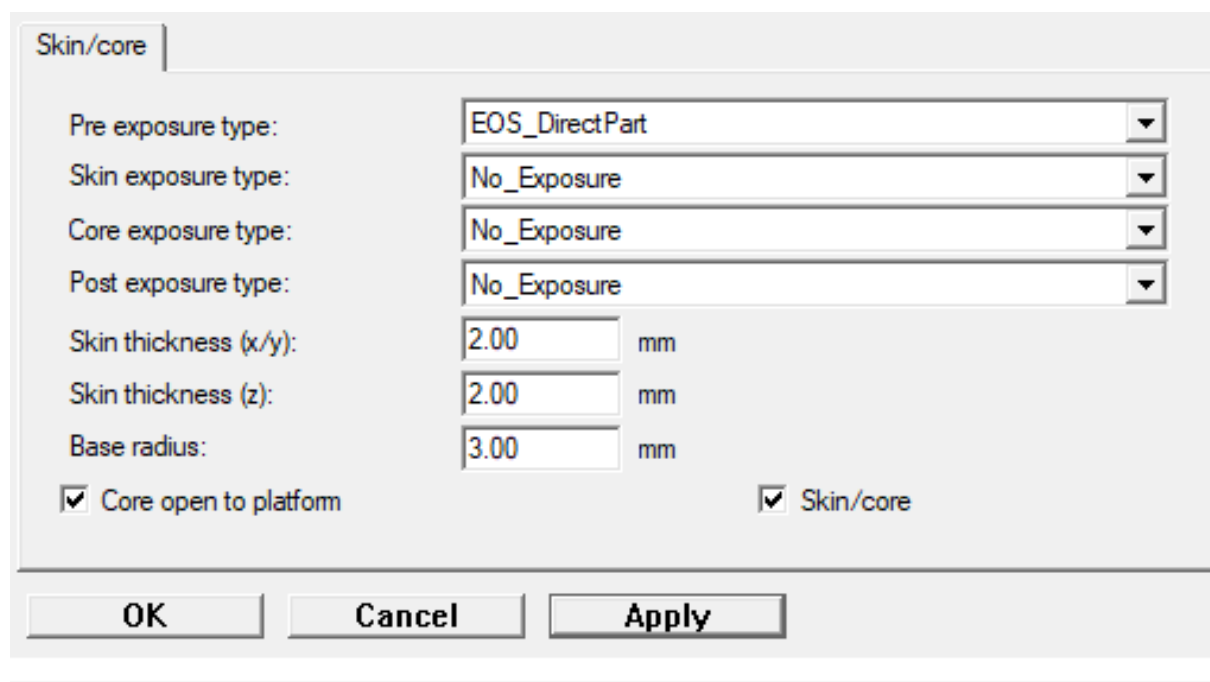 Skin/core
Pre exposure type: EOS_DirectPart
Skin exposure type: No_Exposure
Core exposure type: No_Exposure
Post exposure type: No_Exposure
Skin thickness (x/y): 2.00 mm
Skin thickness (z): 2.00 mm
Base radius: 3.00 mm
Core open to platform Skin/core
OK Cancel Apply